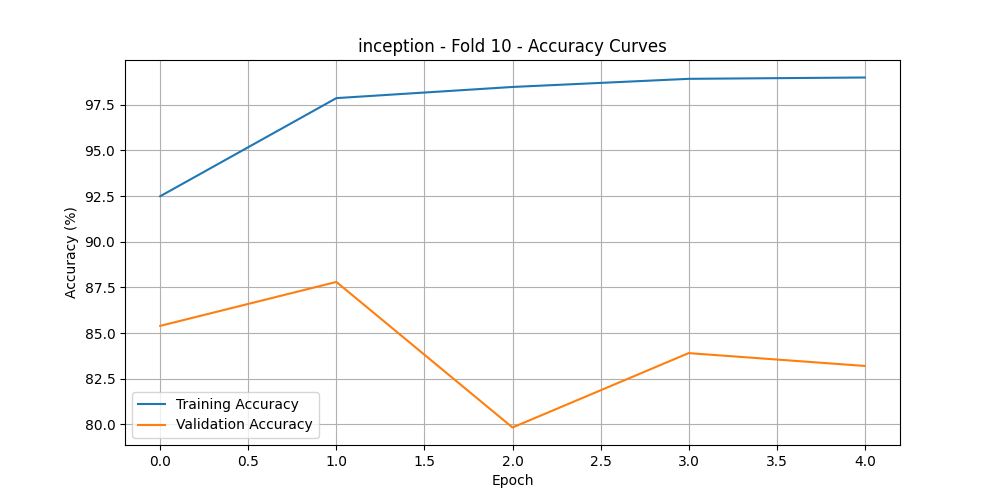 inception - Fold 10 - Accuracy Curves
Accuracy (%)
97.5
95.0
92.5
90.0
87.5
85.0
82.5
80.0
Training Accuracy
Validation Accuracy
0.0 0.5 1.0 1.5 2.0 2.5 3.0 3.5 4.0
Epoch